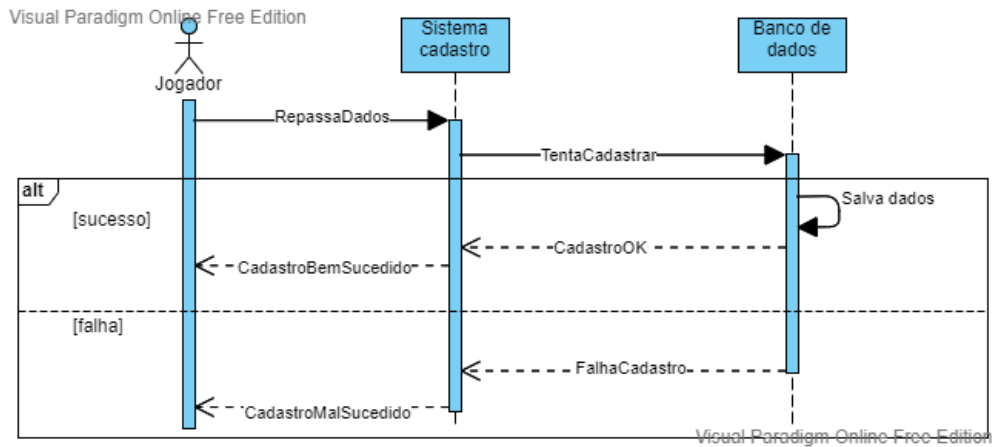 Visual Paradigm Online Free Edition
Sistema
cadastro
Banco de
dados
Jogador
RepassaDados
TentaCadastrar
alt
[sucesso]
Salva dados
CadastroOK
CadastroBemSucedido
[falha]
FalhaCadastro
CadastroMalSucedido
Visual Paradigm Online Free Edition